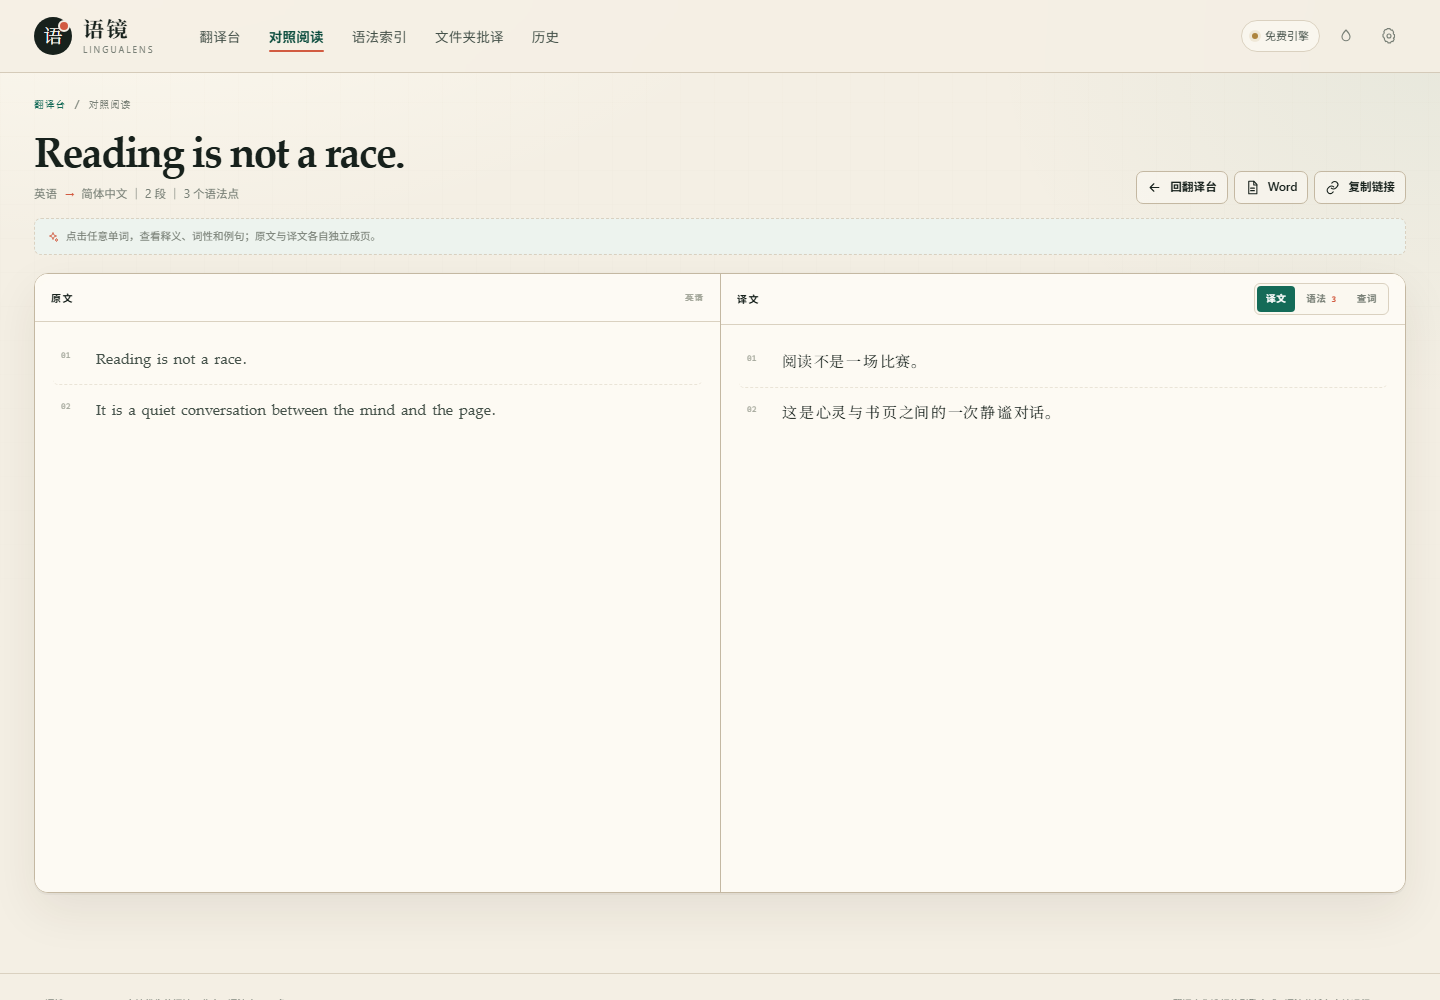 语 语镜
LINGUALENS
翻译台 对照阅读 语法索引 文件夹批译 历史
免费引擎
翻译台 / 对照阅读
Reading is not a race.
英语 → 简体中文 | 2 段 | 3 个语法点
← 回翻译台 Word 复制链接
点击任意单词，查看释义、词性和例句；原文与译文各自独立成页。
原文 英语
译文 译文 语法 3 查词
01 Reading is not a race.
02 It is a quiet conversation between the mind and the page.
01 阅读不是一场比赛。
02 这是心灵与书页之间的一次静谧对话。